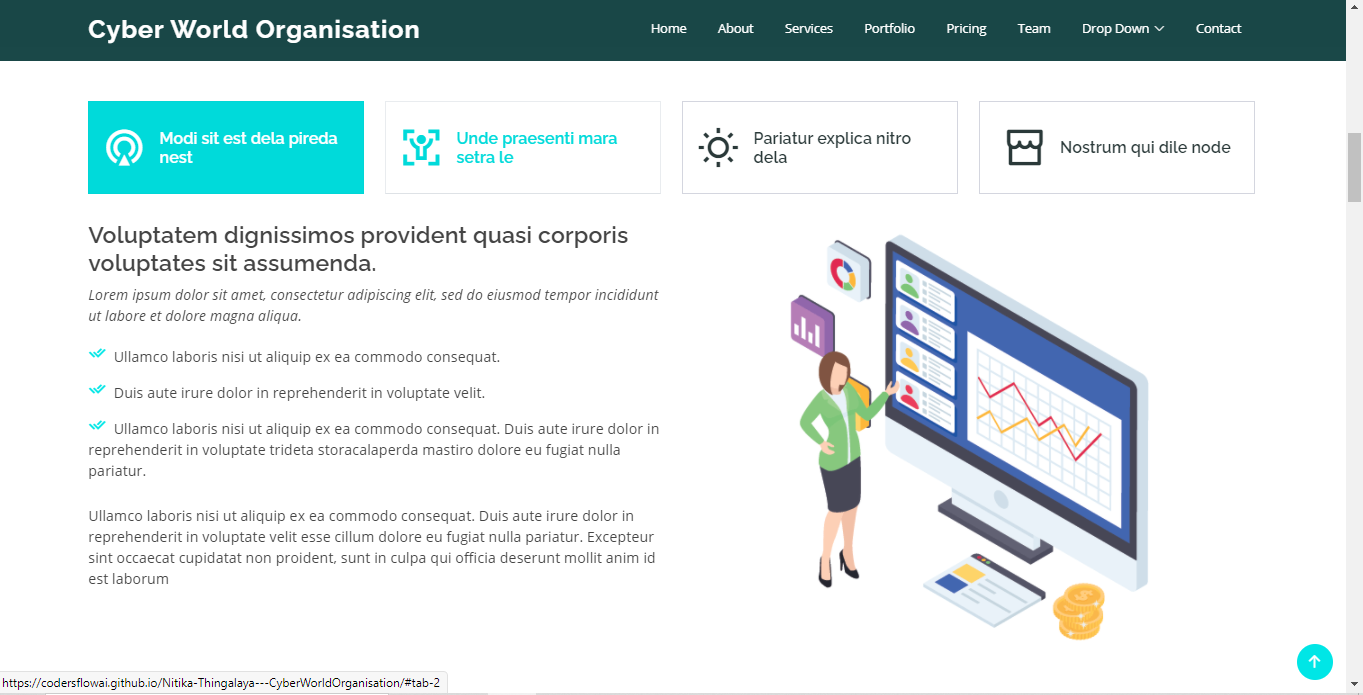 Cyber World Organisation
Home About Services Portfolio Pricing Team Drop Down Contact
Modi sit est dela pireda
nest
Unde praesenti mara
setra le
Pariatur explica nitro
dela
Nostrum qui dile node
Voluptatem dignissimos provident quasi corporis
voluptates sit assumenda.
Lorem ipsum dolor sit amet, consectetur adipiscing elit, sed do eiusmod tempor incididunt
ut labore et dolore magna aliqua.
Ullamco laboris nisi ut aliquip ex ea commodo consequat.
Duis aute irure dolor in reprehenderit in voluptate velit.
Ullamco laboris nisi ut aliquip ex ea commodo consequat. Duis aute irure dolor in
reprehenderit in voluptate trideta storacalaperda mastiro dolore eu fugiat nulla
pariatur.
Ullamco laboris nisi ut aliquip ex ea commodo consequat. Duis aute irure dolor in
reprehenderit in voluptate velit esse cillum dolore eu fugiat nulla pariatur. Excepteur
sint occaecat cupidatat non proident, sunt in culpa qui officia deserunt mollit anim id
est laborum
https://codersflowai.github.io/Nitika-Thingalaya---CyberWorldOrganisation/#tab-2